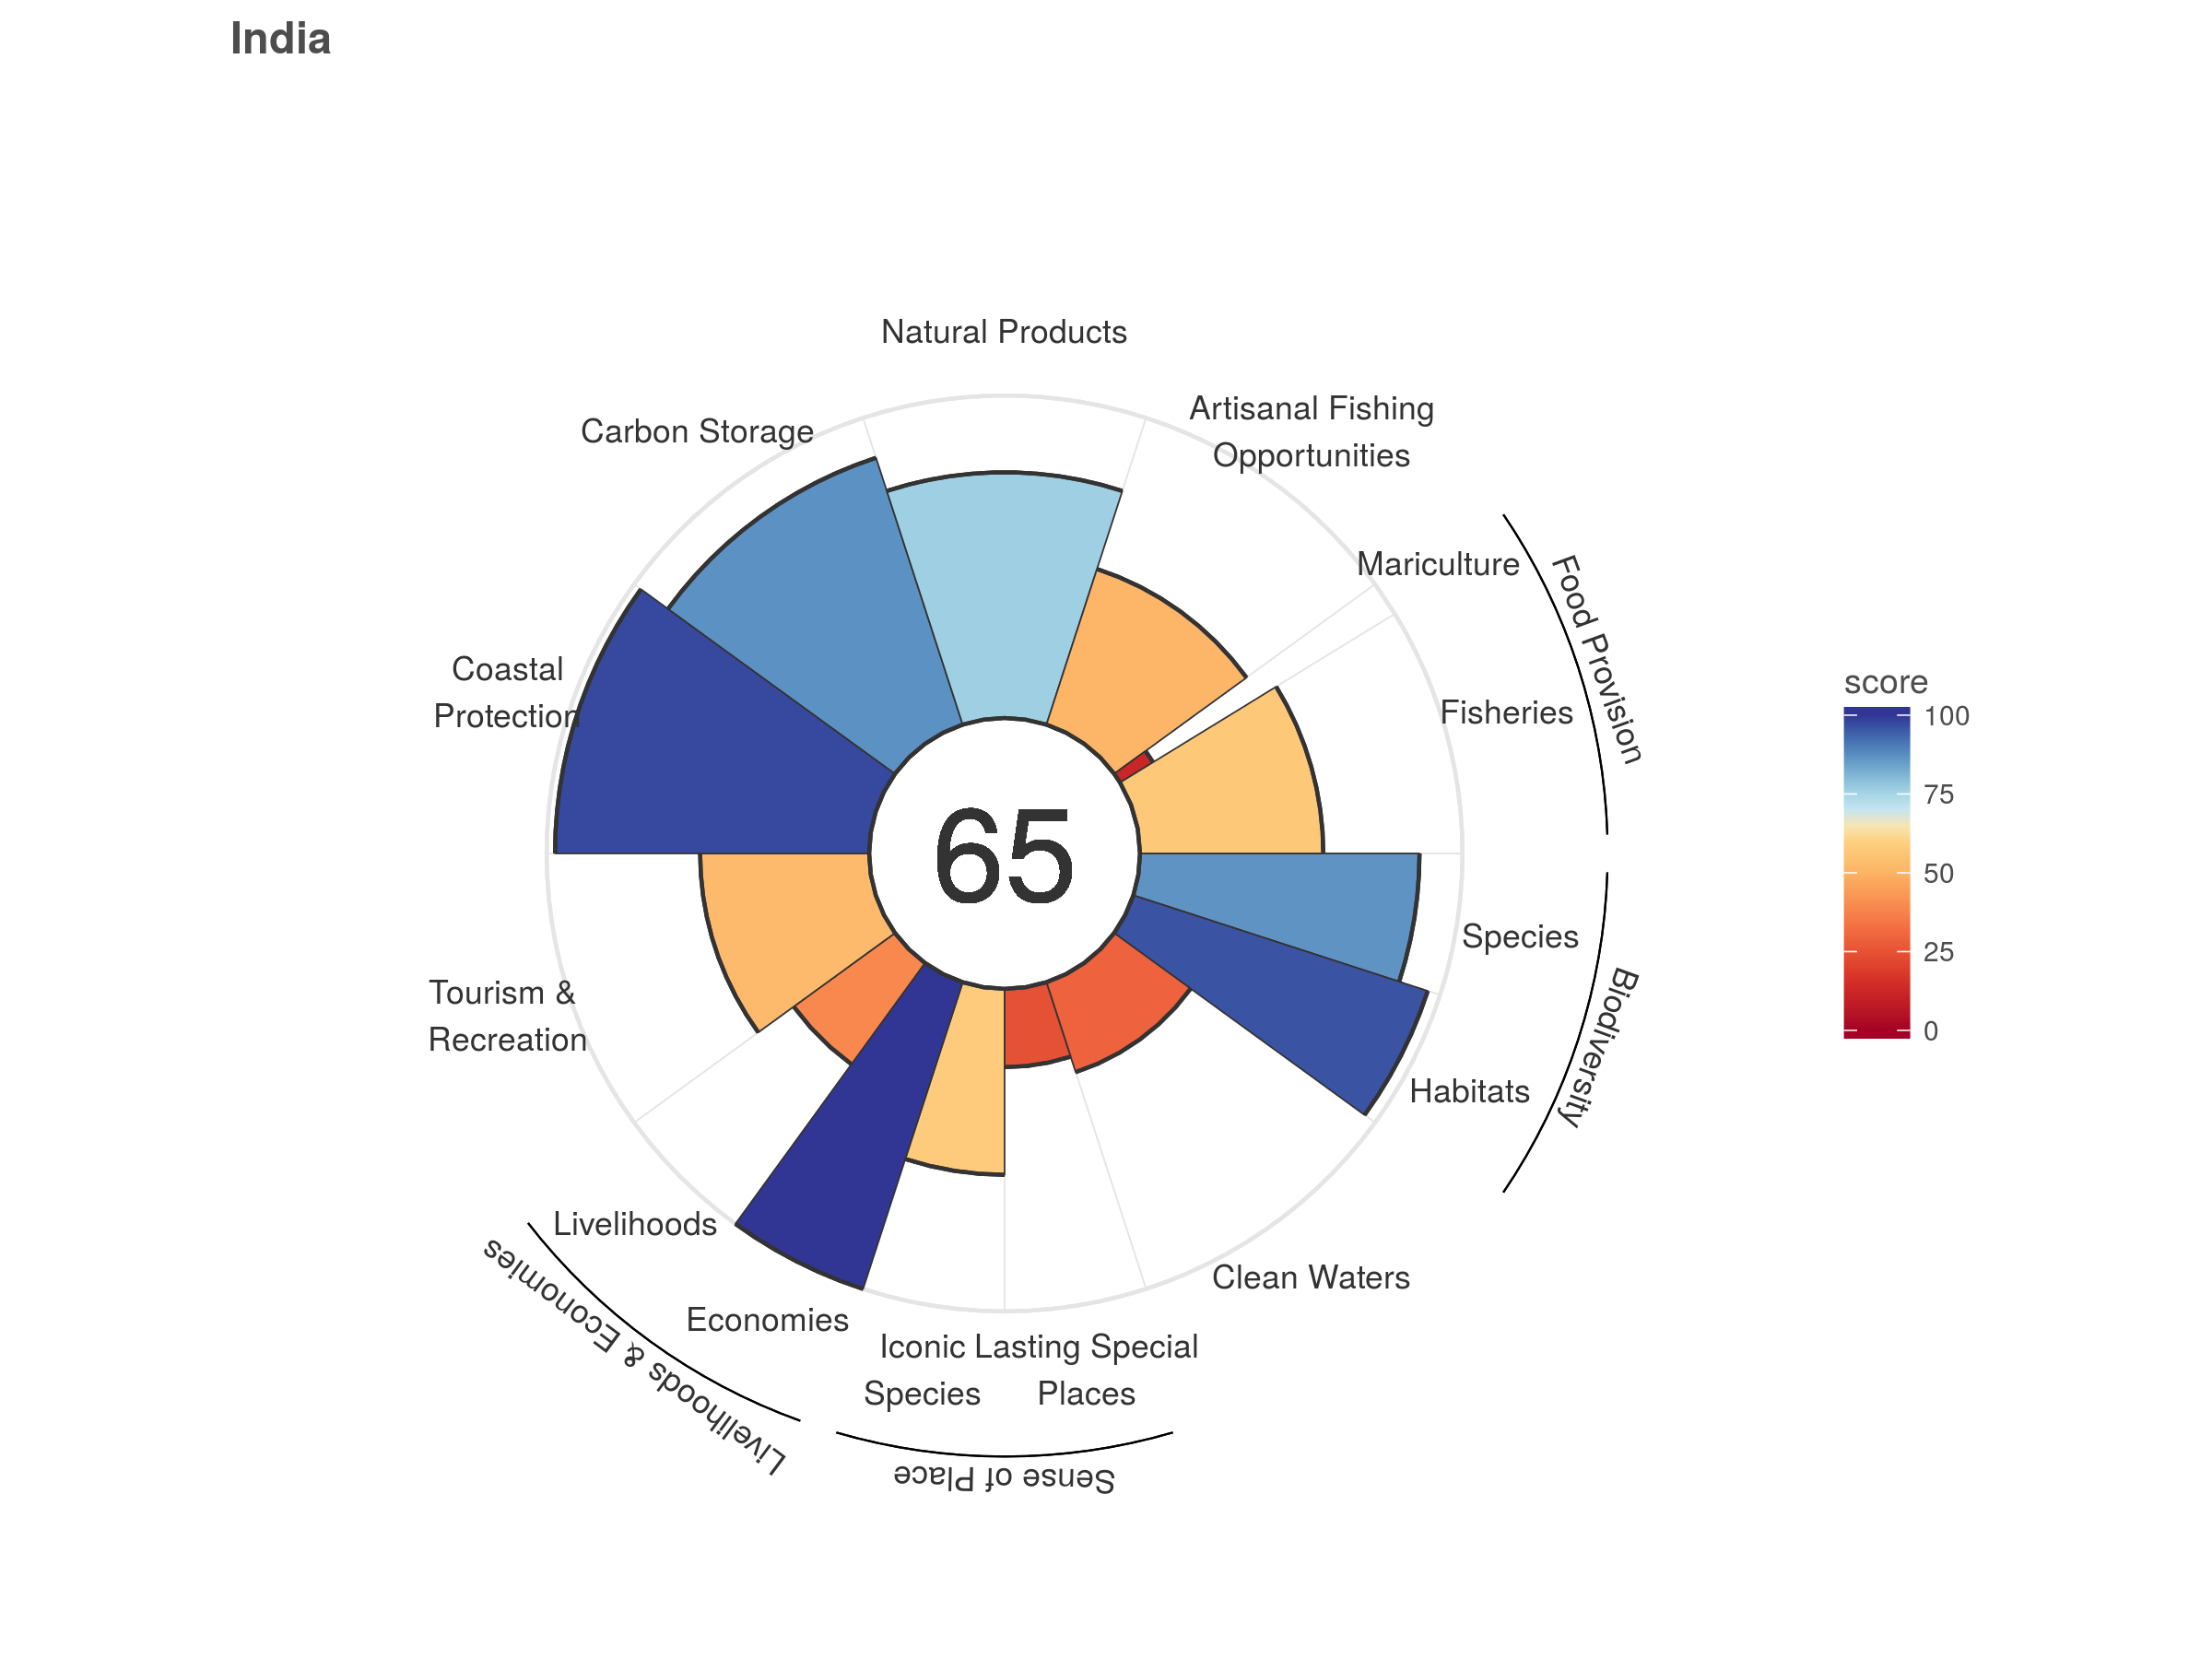 India
Natural Products
Artisanal Fishing
Opportunities
Carbon Storage
Mariculture
Food Provision
Fisheries
Coastal
Protection
score
100
75
50
25
0
65
Species
Biodiversity
Habitats
Tourism &
Recreation
Livelihoods
Livelihoods & Economies
Economies
Clean Waters
Iconic
Species
Lasting Special
Places
Sense of Place